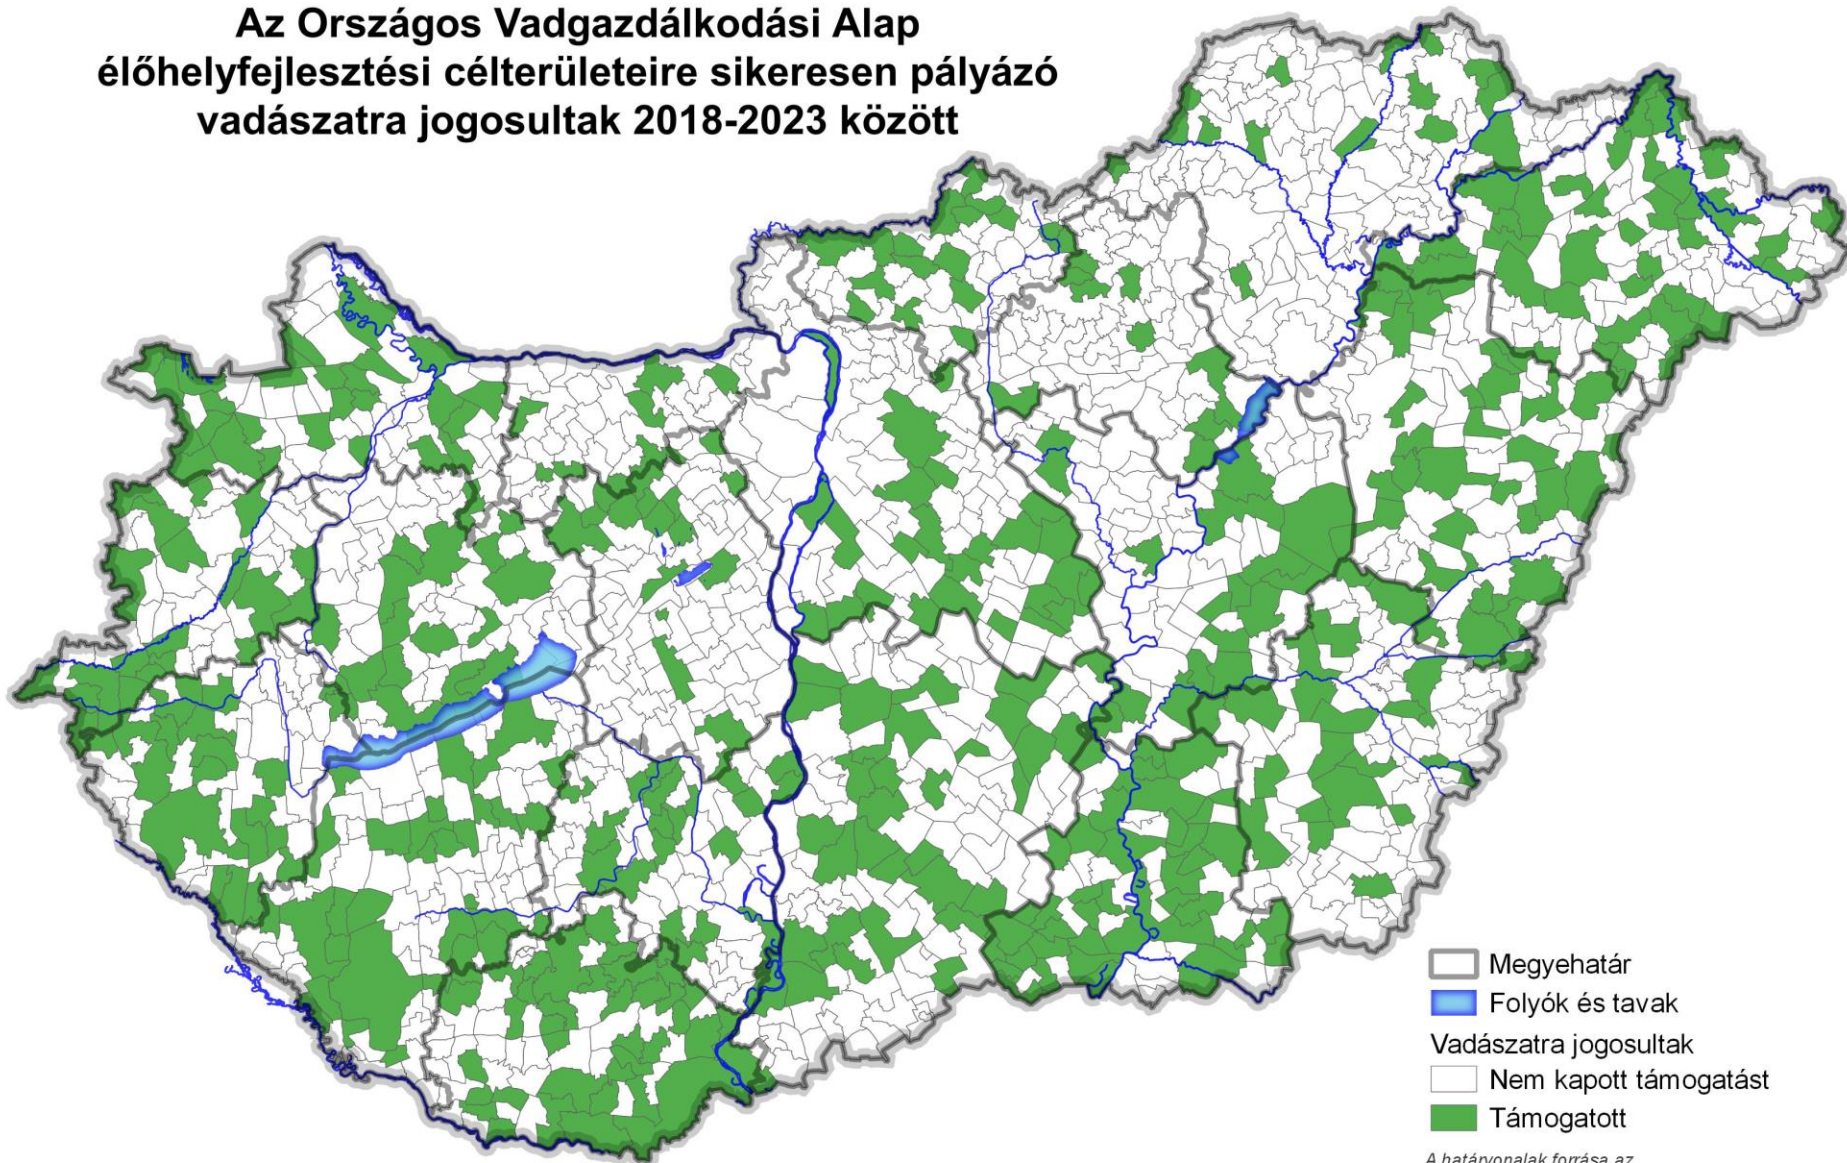 Az Országos Vadgazdálkodási Alap
élőhelyfejlesztési célterületeire sikeresen pályázó
vadászatra jogosultak 2018-2023 között
Megyehatár
Folyók és tavak
Vadászatra jogosultak
Nem kapott támogatást
Támogatott
A határvonalak forrása az